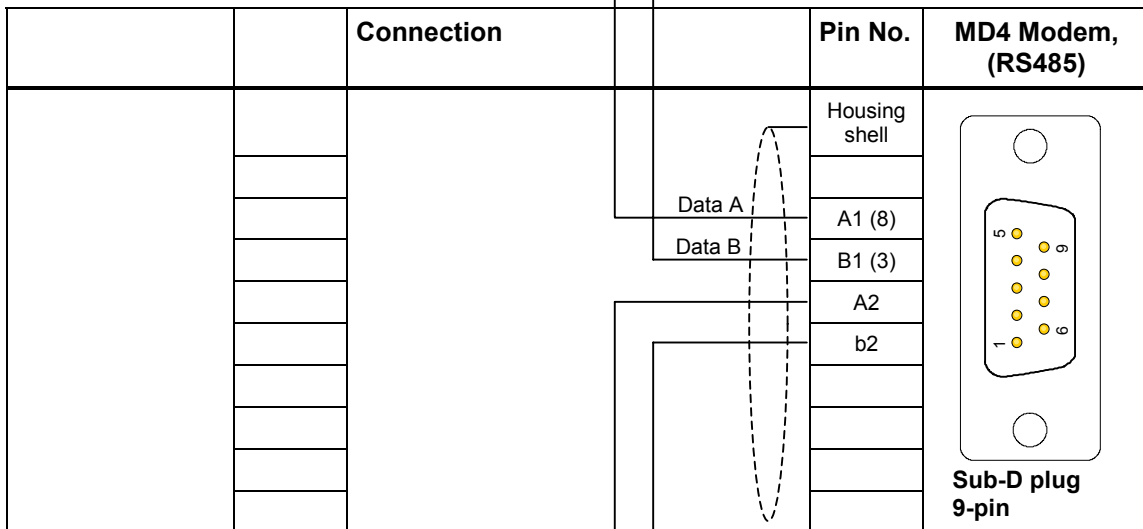 Connection
Pin No.
MD4 Modem,
(RS485)
Housing
shell
Data A
A1 (8)
Data B
B1 (3)
A2
b2
5
9
1
6
Sub-D plug
9-pin